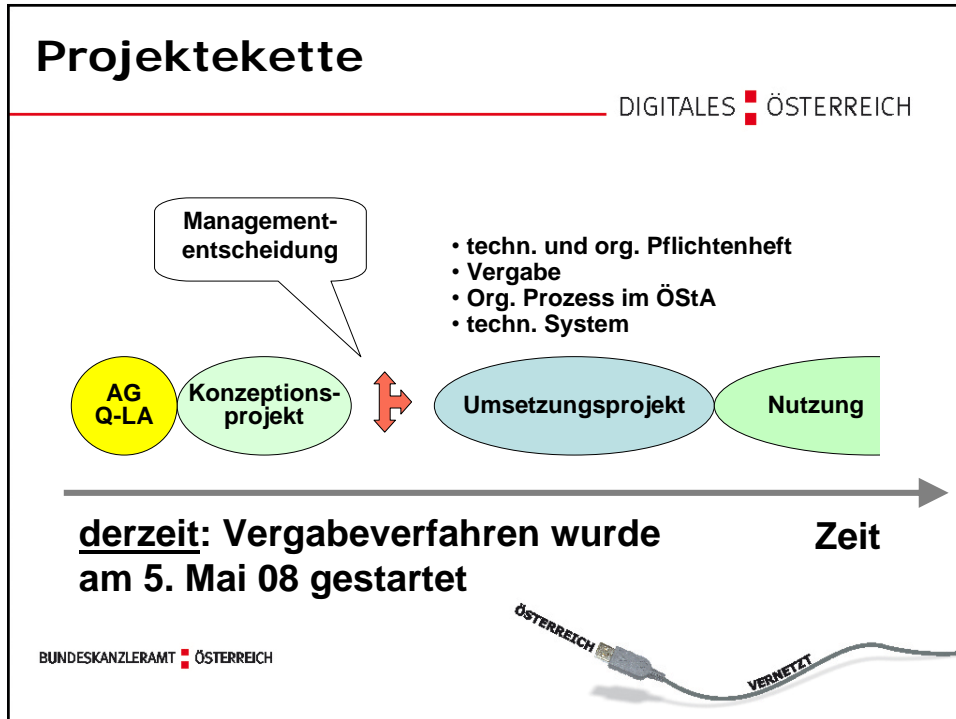 Projektekette
DIGITALES ÖSTERREICH
Management-
entscheidung
• techn. und org. Pflichtenheft
• Vergabe
• Org. Prozess im ÖStA
• techn. System
AG
Q-LA
Konzeptions-
projekt
Umsetzungsprojekt
Nutzung
derzeit: Vergabeverfahren wurde
am 5. Mai 08 gestartet
Zeit
BUNDESKANZLERAMT ÖSTERREICH
ÖSTERREICH
VERNETZT